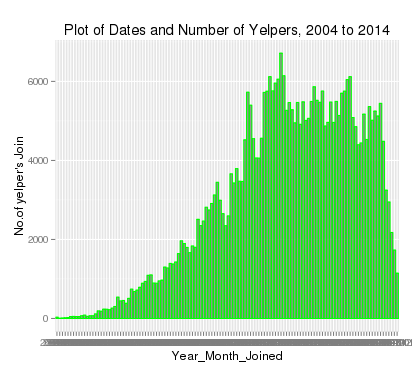 Plot of Dates and Number of Yelpers, 2004 to 2014
6000
4000
2000
0
No.of yelper's Join
Year_Month_Joined